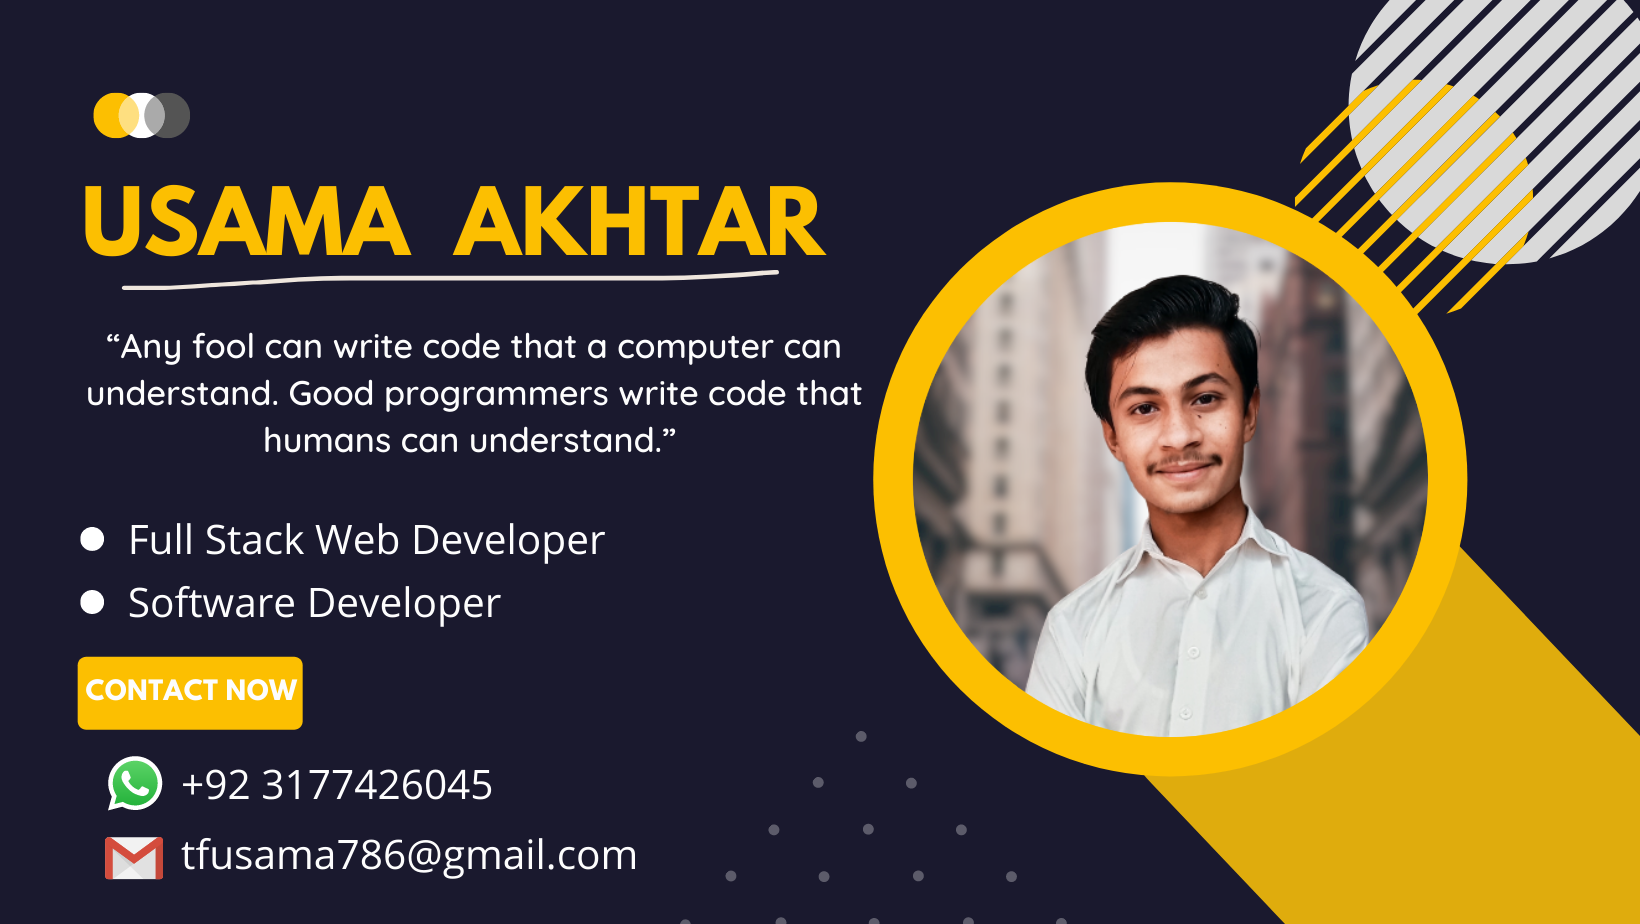 USAMA AKHTAR
“Any fool can write code that a computer can
understand. Good programmers write code that
humans can understand.”
Full Stack Web Developer
Software Developer
CONTACT NOW
+92 3177426045
tfusama786@gmail.com